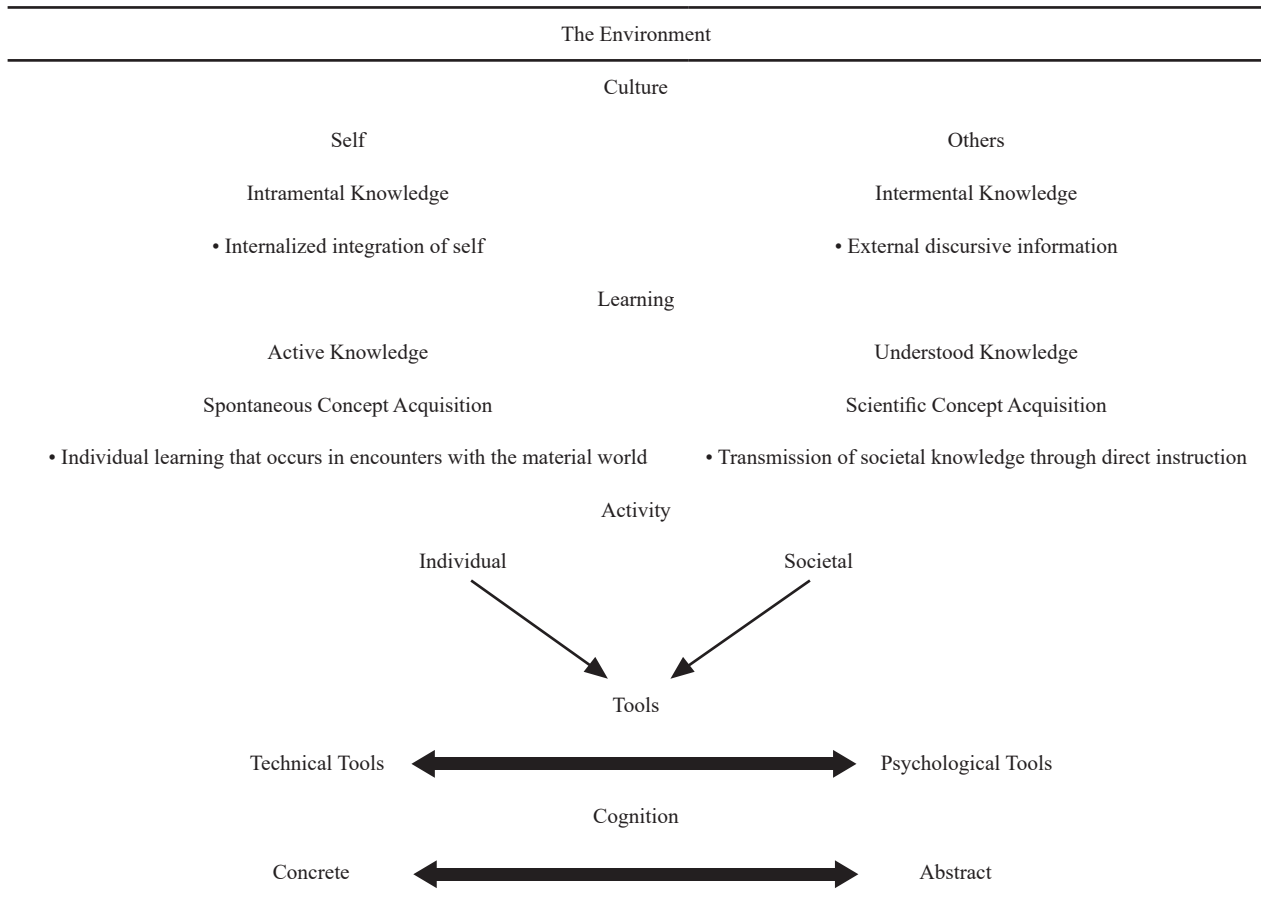 The Environment
Culture
Self Others
Intramental Knowledge Intermental Knowledge
• Internalized integration of self • External discursive information
Learning
Active Knowledge Understood Knowledge
Spontaneous Concept Acquisition Scientific Concept Acquisition
• Individual learning that occurs in encounters with the material world • Transmission of societal knowledge through direct instruction
Activity
Individual Societal
Tools
Technical Tools Psychological Tools
Cognition
Concrete Abstract